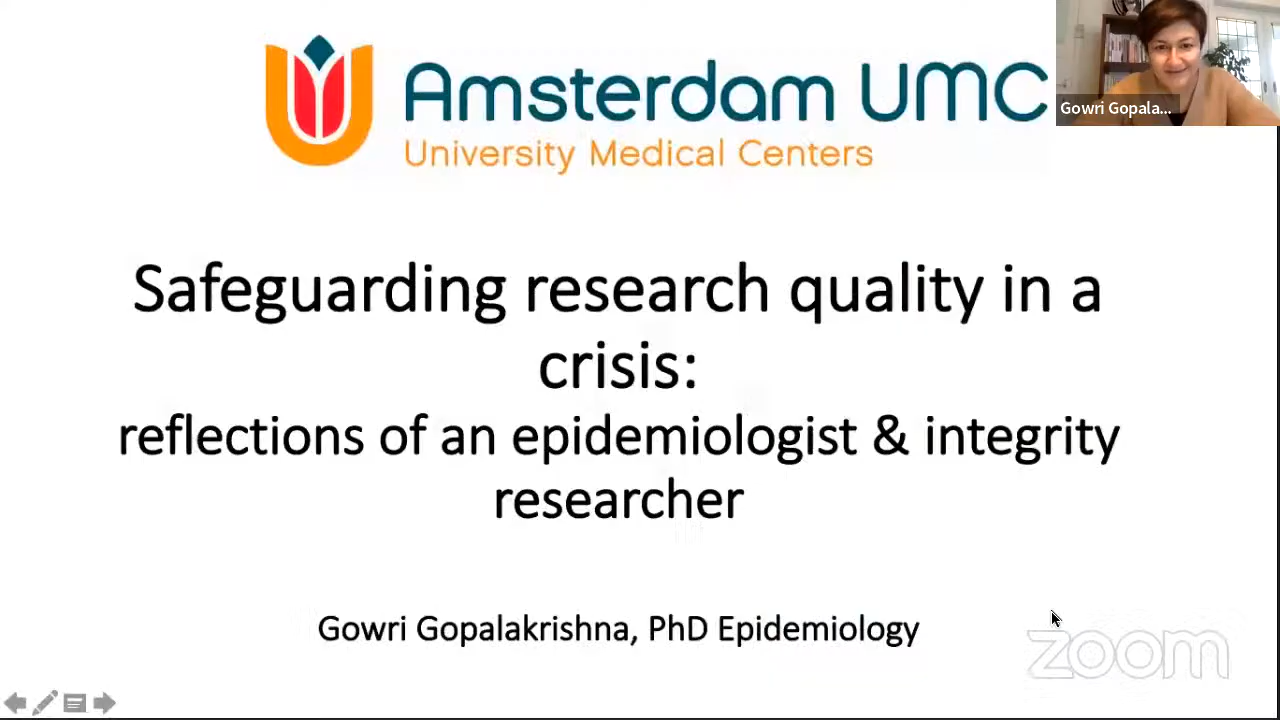 Amsterdam UMC
University Medical Centers
Gowri Gopala...
Safeguarding research quality in a
crisis:
reflections of an epidemiologist & integrity
researcher
Gowri Gopalakrishna, PhD Epidemiology
zoom